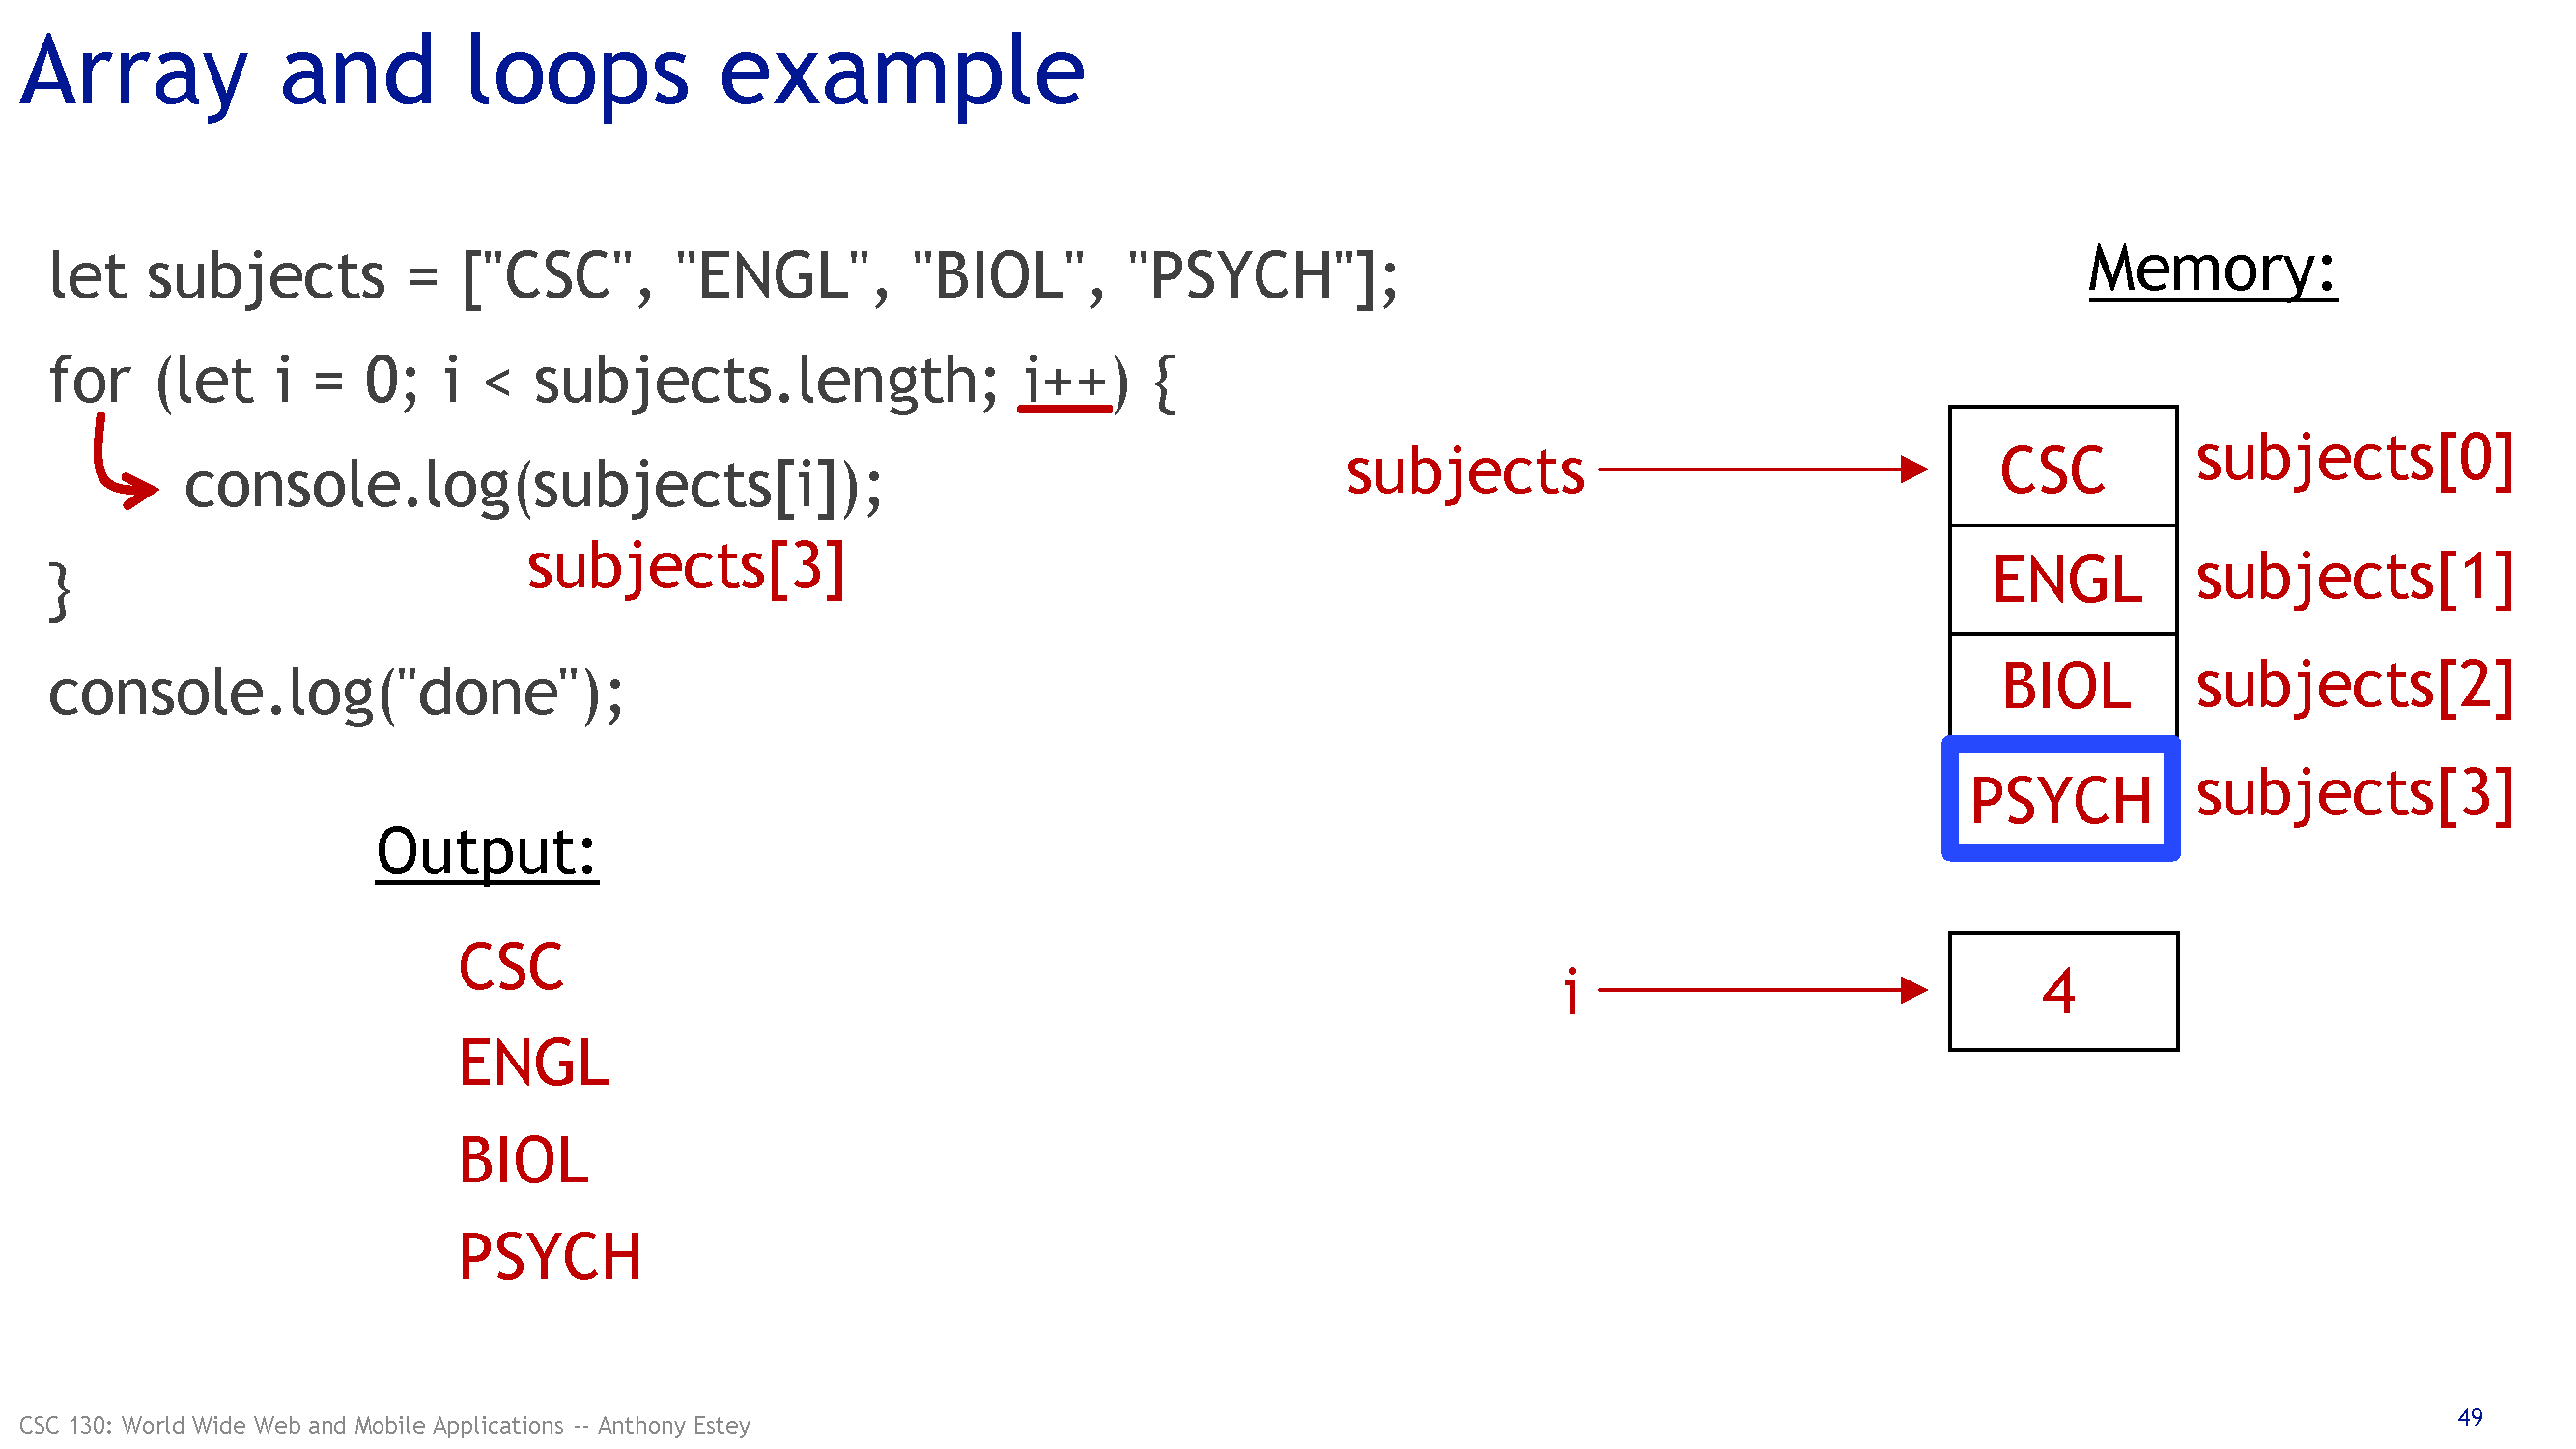 Array and loops example
let subjects = ["CSC", "ENGL", "BIOL", "PSYCH"];
for (let i = 0; i < subjects.length; i++) {
console.log(subjects[i]);
subjects[3]
}
console.log("done");
Output:
CSC
ENGL
BIOL
PSYCH
Memory:
subjects
CSC subjects[0]
ENGL subjects[1]
BIOL subjects[2]
PSYCH subjects[3]
i 4
CSC 130: World Wide Web and Mobile Applications -- Anthony Estey
49